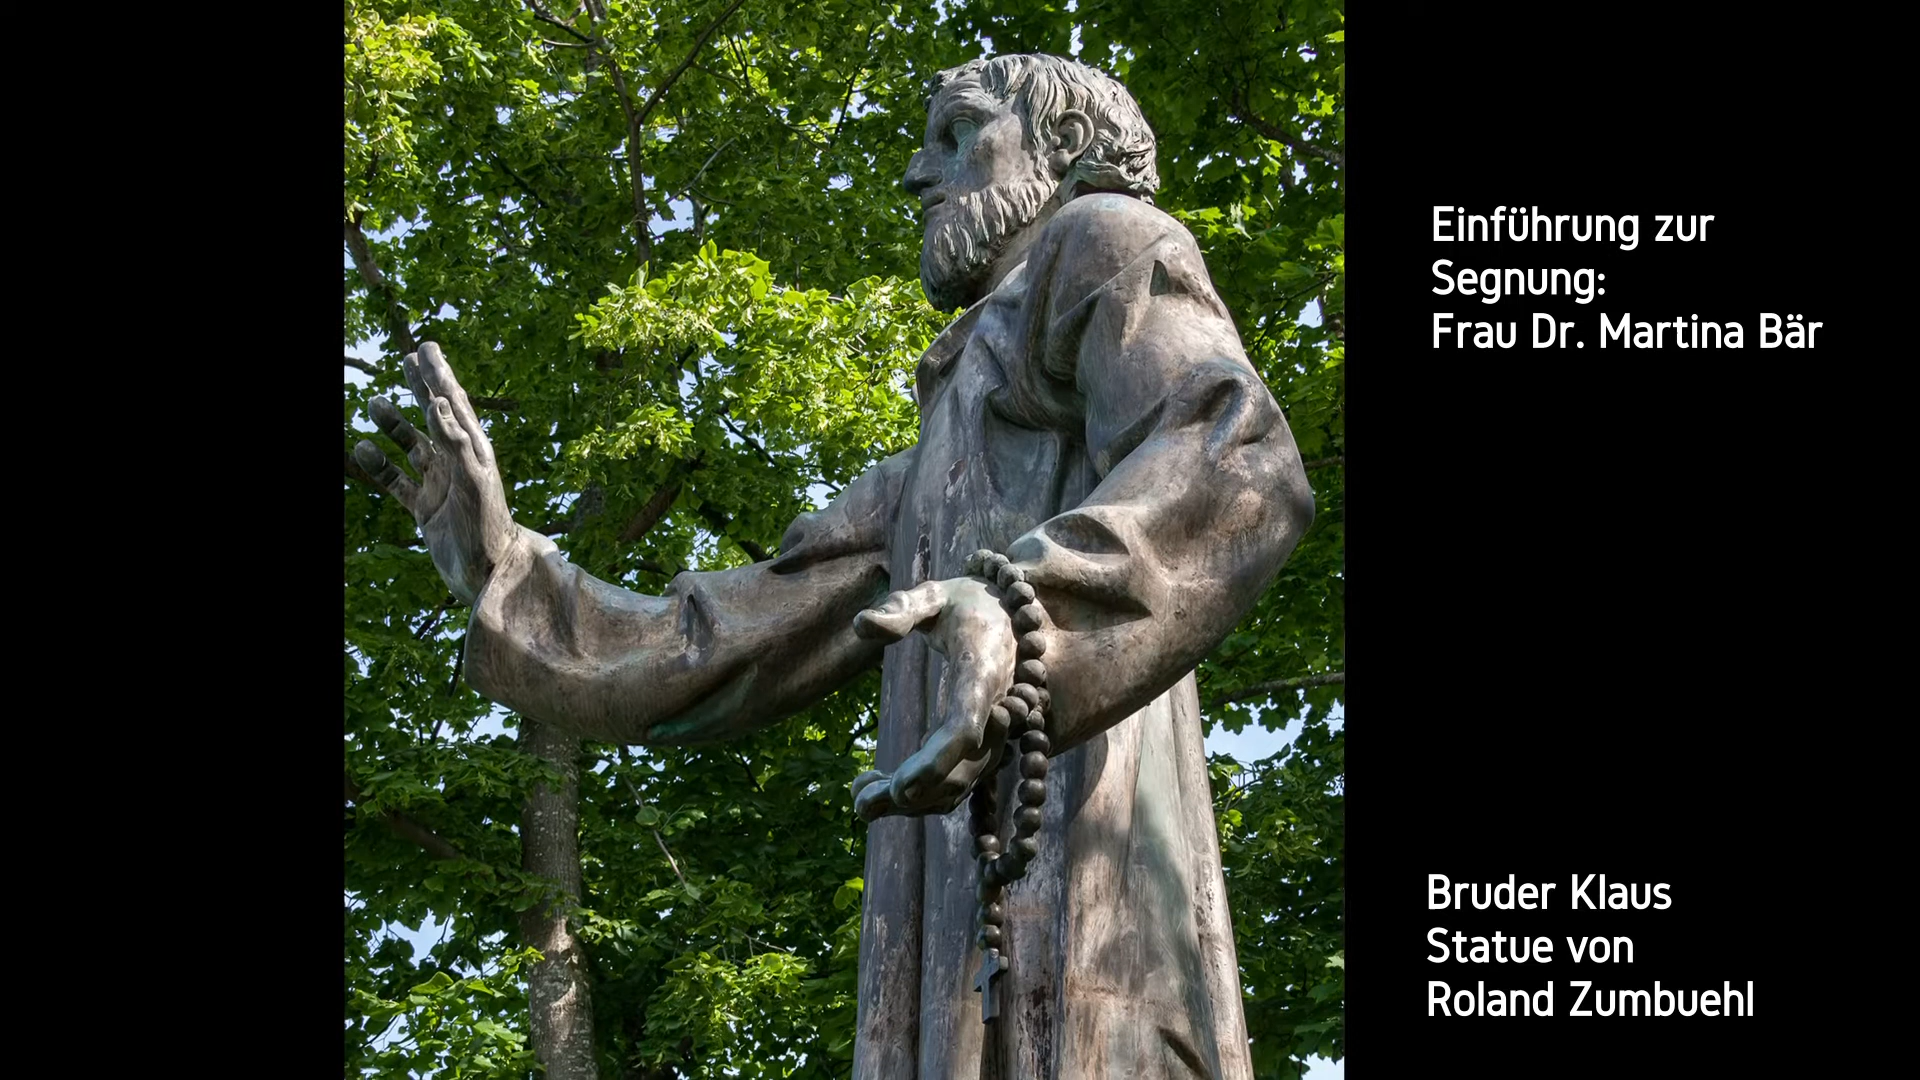 Einführung zur
Segnung:
Frau Dr. Martina Bär
Bruder Klaus
Statue von
Roland Zumbuehl